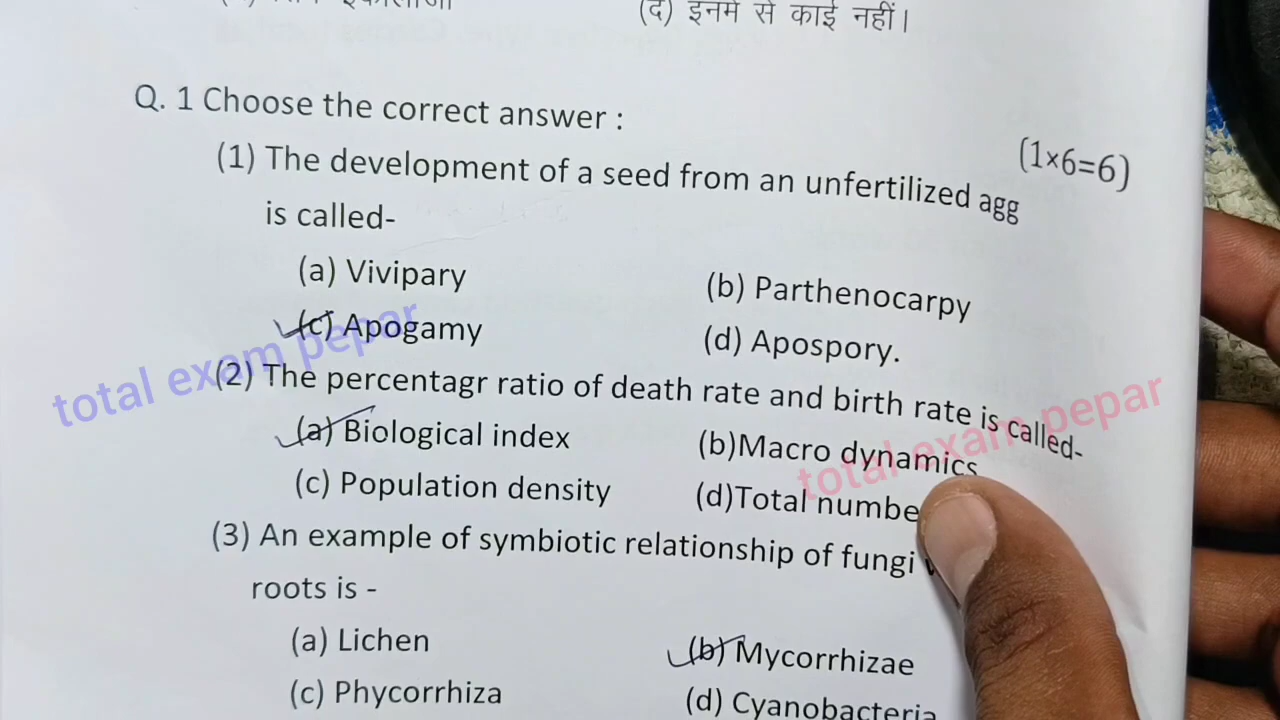 (द) इनमें से कोई नहीं।
Q. 1 Choose the correct answer :
(1×6=6)
(1) The development of a seed from an unfertilized agg
is called-
(a) Vivipary
(b) Parthenocarpy
(c) Apogamy
(d) Apospory.
total exam pepar
(2) The percentagr ratio of death rate and birth rate is called-
total exam pepar
(a) Biological index
(b)Macro dynamics
(c) Population density
(d)Total numbe
(3) An example of symbiotic relationship of fungi
roots is -
(a) Lichen
(b) Mycorrhizae
(c) Phycorrhiza
(d) Cyanobacteria